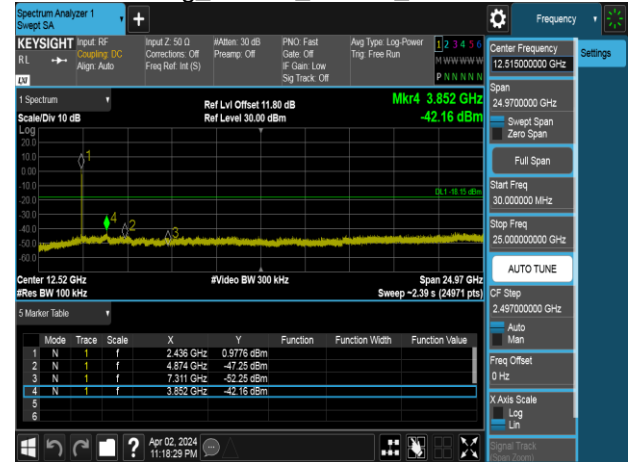 Spectrum Analyzer 1
Swept SA
Frequency
KEYSIGHT
RL
LXI
Input: RF
Coupling: DC
Align: Auto
Input Z: 50 Ω
Corrections: Off
Freq Ref: Int (S)
#Atten: 30 dB
Preamp: Off
PNO: Fast
Gate: Off
IF Gain: Low
Sig Track: Off
Avg Type: Log-Power
Trig: Free Run
1 2 3 4 5 6
M W W W W W
P N N N N N
Center Frequency
12.515000000 GHz
Settings
Span
24.9700000 GHz
Swept Span
Zero Span
Full Span
Start Freq
30.000000 MHz
Stop Freq
25.000000000 GHz
AUTO TUNE
CF Step
2.497000000 GHz
Auto
Man
Freq Offset
0 Hz
X Axis Scale
Log
Lin
Signal Track
(Span Zoom)
1 Spectrum
Scale/Div 10 dB
Ref Lvl Offset 11.80 dB
Ref Level 30.00 dBm
Mkr4 3.852 GHz
-42.16 dBm
Log
20.0
10.0
0.00
-10.0
-20.0
-30.0
-40.0
-50.0
-60.0
1
4
2
3
DL1 -18.15 dBm
Center 12.52 GHz
#Res BW 100 kHz
#Video BW 300 kHz
Span 24.97 GHz
Sweep ~2.39 s (24971 pts)
5 Marker Table
Mode Trace Scale X Y Function Function Width Function Value
1 N 1 f 2.436 GHz 0.9776 dBm
2 N 1 f 4.874 GHz -47.25 dBm
3 N 1 f 7.311 GHz -52.25 dBm
4 N 1 f 3.852 GHz -42.16 dBm
5
6
?
Apr 02, 2024
11:18:29 PM